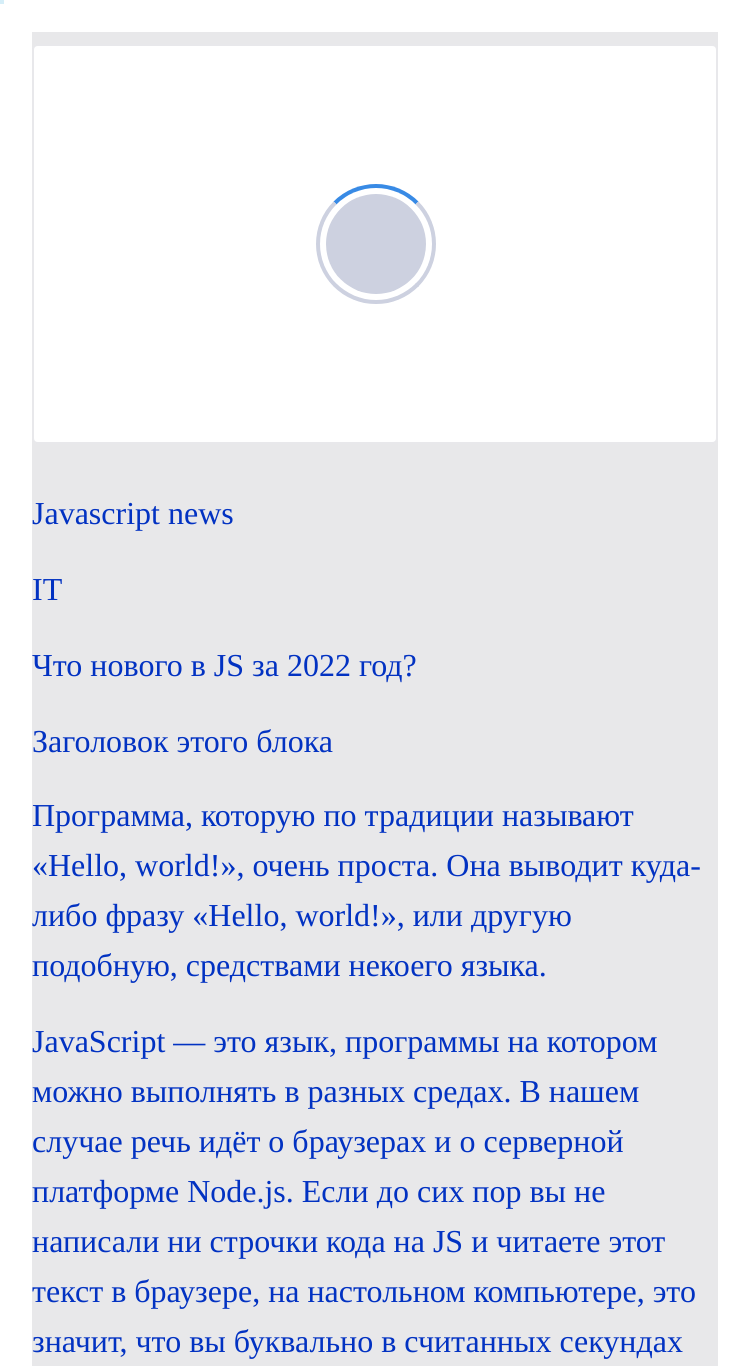 Javascript news
IT
Что нового в JS за 2022 год?
Заголовок этого блока
Программа, которую по традиции называют
«Hello, world!», очень проста. Она выводит куда-
либо фразу «Hello, world!», или другую
подобную, средствами некоего языка.
JavaScript — это язык, программы на котором
можно выполнять в разных средах. В нашем
случае речь идёт о браузерах и о серверной
платформе Node.js. Если до сих пор вы не
написали ни строчки кода на JS и читаете этот
текст в браузере, на настольном компьютере, это
значит, что вы буквально в считанных секундах